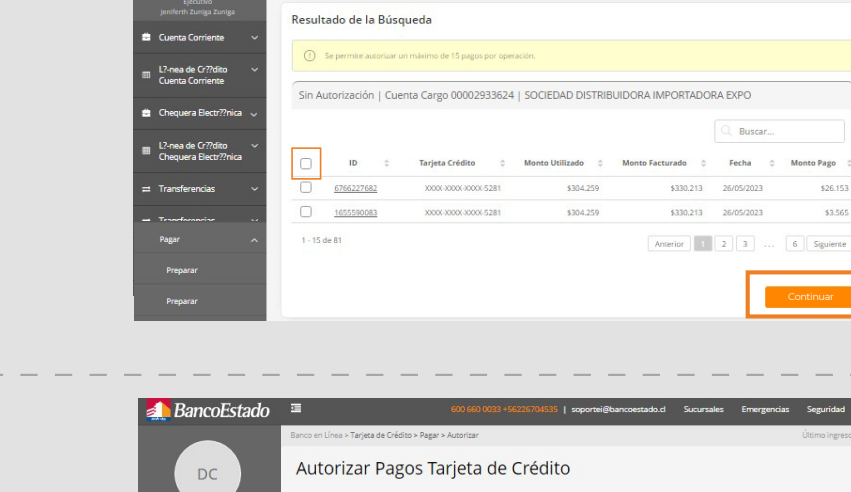 Ejecutivo
Jeniferth Zuniga Zuniga
Cuenta Corriente
L?-nea de Cr??dito
Cuenta Corriente
Chequera Electr??nica
L?-nea de Cr??dito
Chequera Electr??nica
Transferencias
Transferencias
Pagar
Preparar
Preparar
Resultado de la Búsqueda
Se permite autorizar un máximo de 15 pagos por operación.
Sin Autorización | Cuenta Cargo 00002933624 | SOCIEDAD DISTRIBUIDORA IMPORTADORA EXPO
Buscar...
ID Tarjeta Crédito Monto Utilizado Monto Facturado Fecha Monto Pago
6766227682 XXXX-XXXX-XXXX-5281 $304.259 $330.213 26/05/2023 $26.153
1655590083 XXXX-XXXX-XXXX-5281 $304.259 $330.213 26/05/2023 $3.565
1 - 15 de 81 Anterior 1 2 3 ... 6 Siguiente
Continuar
BancoEstado 600 660 0033 +56226704535 | soportei@bancoestado.cl Sucursales Emergencias Seguridad
Banco en Línea > Tarjeta de Crédito > Pagar > Autorizar Último ingreso
DC
Autorizar Pagos Tarjeta de Crédito